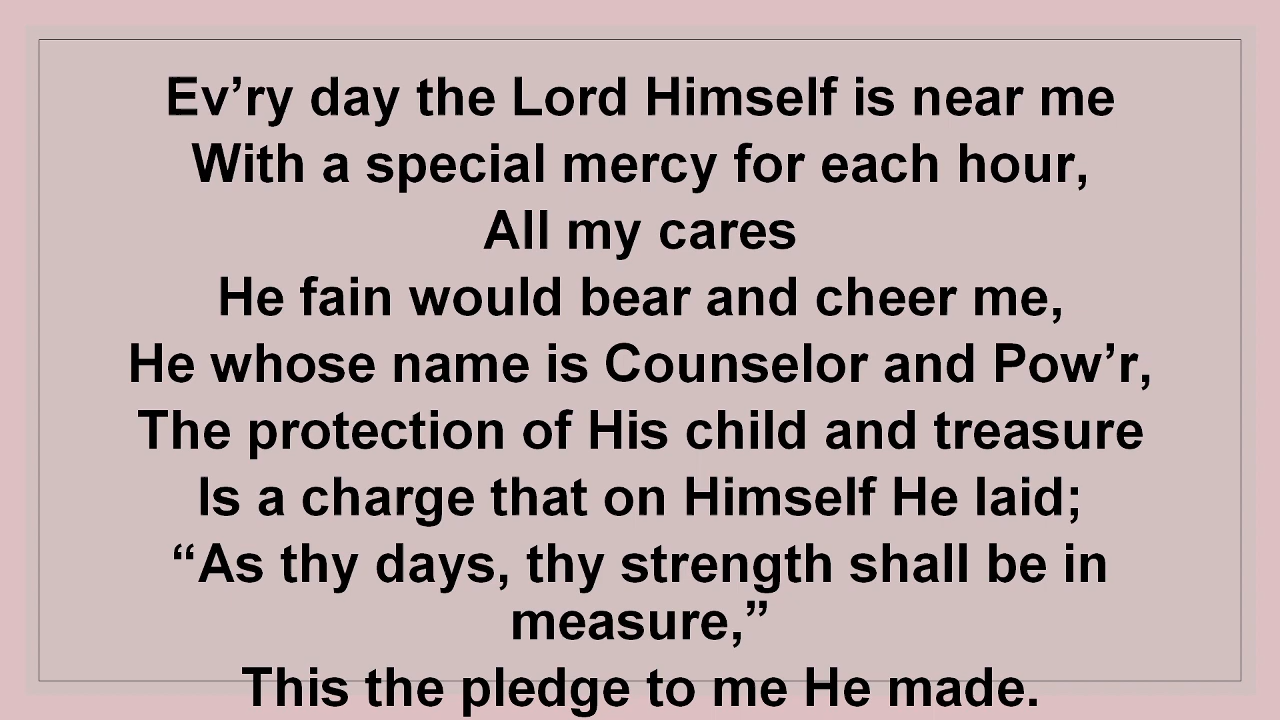 Ev’ry day the Lord Himself is near me
With a special mercy for each hour,
All my cares
He fain would bear and cheer me,
He whose name is Counselor and Pow’r,
The protection of His child and treasure
Is a charge that on Himself He laid;
“As thy days, thy strength shall be in
measure,”
This the pledge to me He made.